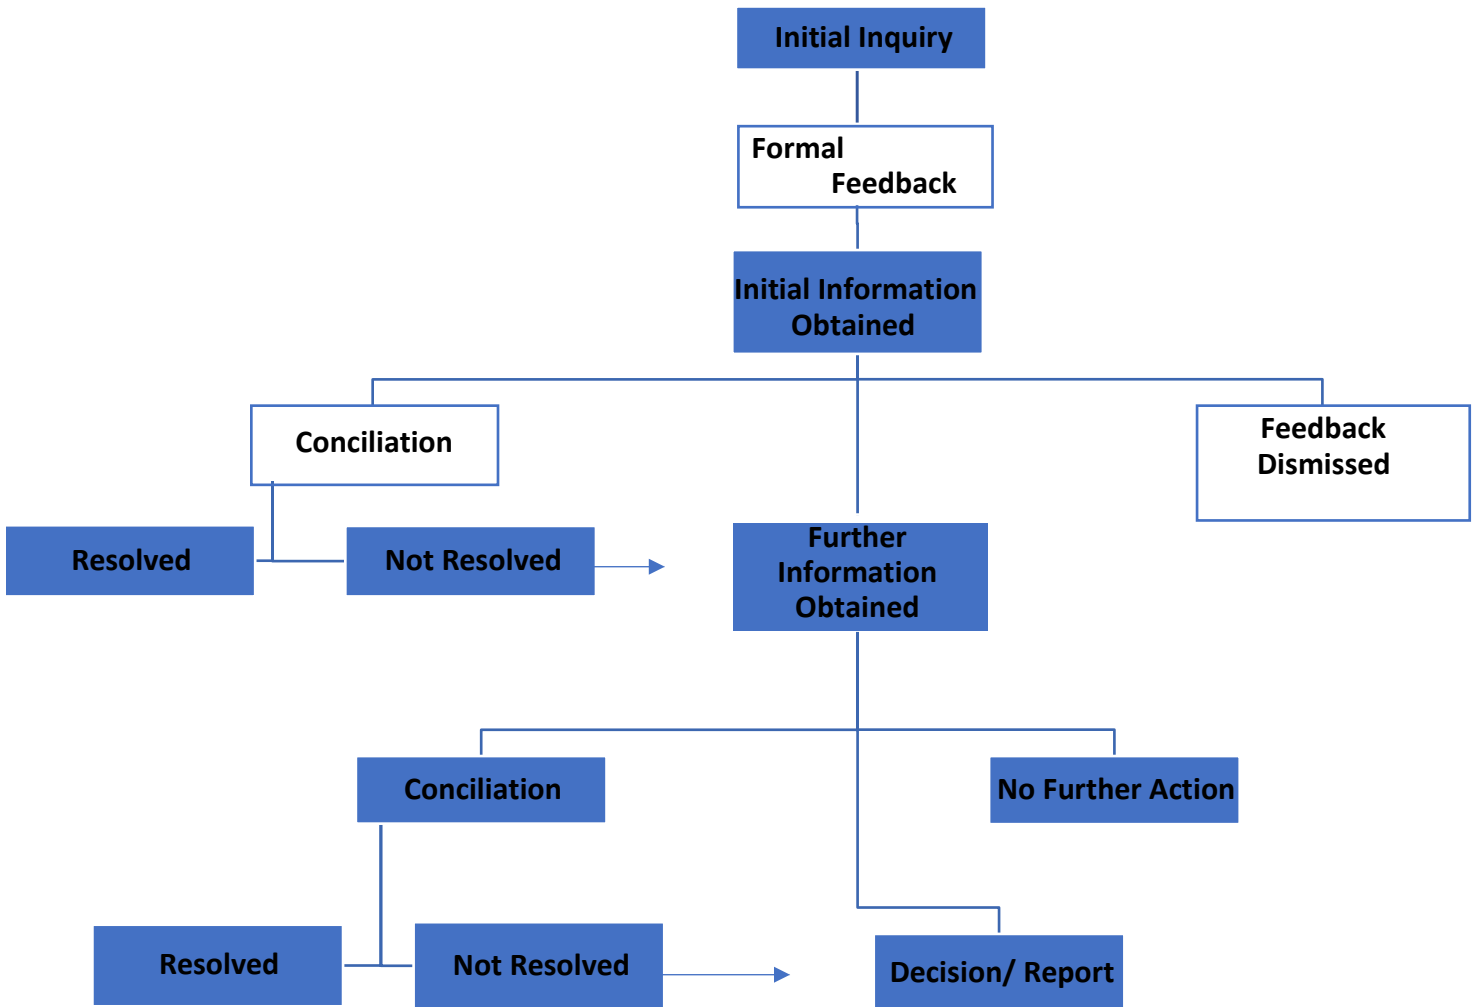 Initial Inquiry
Formal
Feedback
Initial Information
Obtained
Conciliation
Feedback
Dismissed
Resolved
Not Resolved
Further
Information
Obtained
Conciliation
No Further Action
Resolved
Not Resolved
Decision/ Report